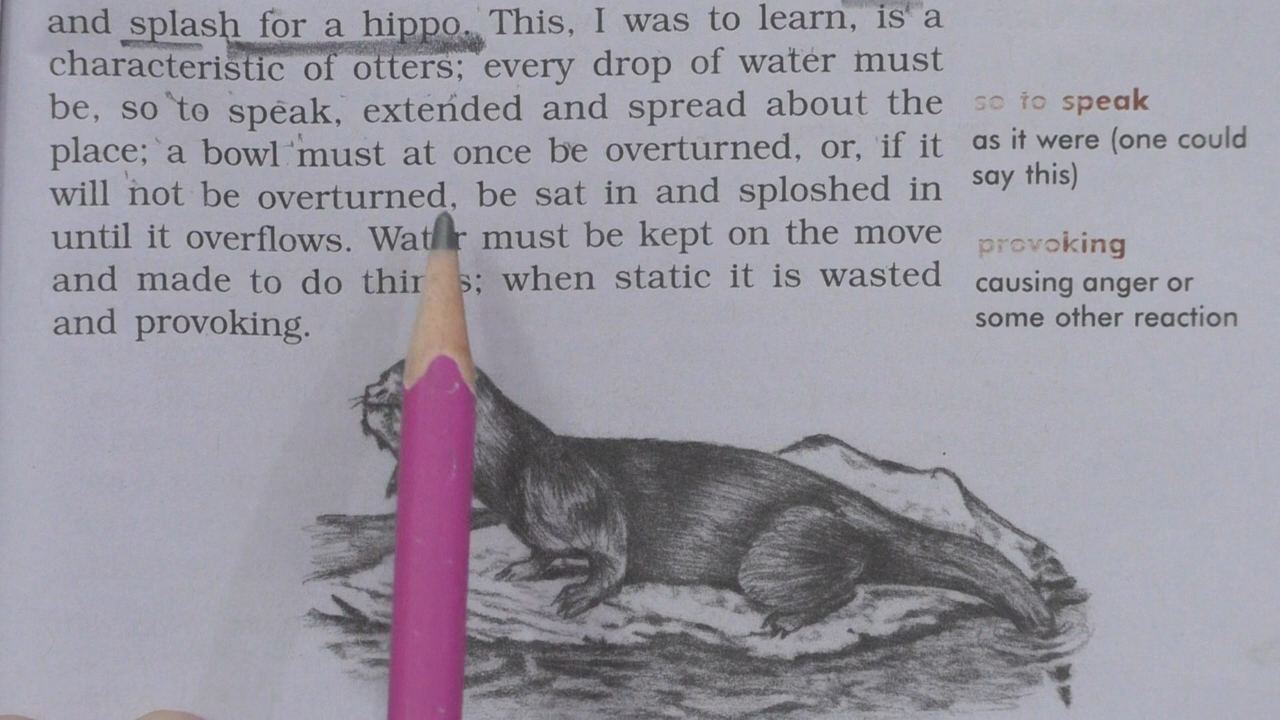 and splash for a hippo. This, I was to learn, is a
characteristic of otters; every drop of water must
be, so to speak, extended and spread about the
place; a bowl must at once be overturned, or, if it
will not be overturned, be sat in and sploshed in
until it overflows. Water must be kept on the move
and made to do things; when static it is wasted
and provoking.
so to speak
as it were (one could
say this)
provoking
causing anger or
some other reaction